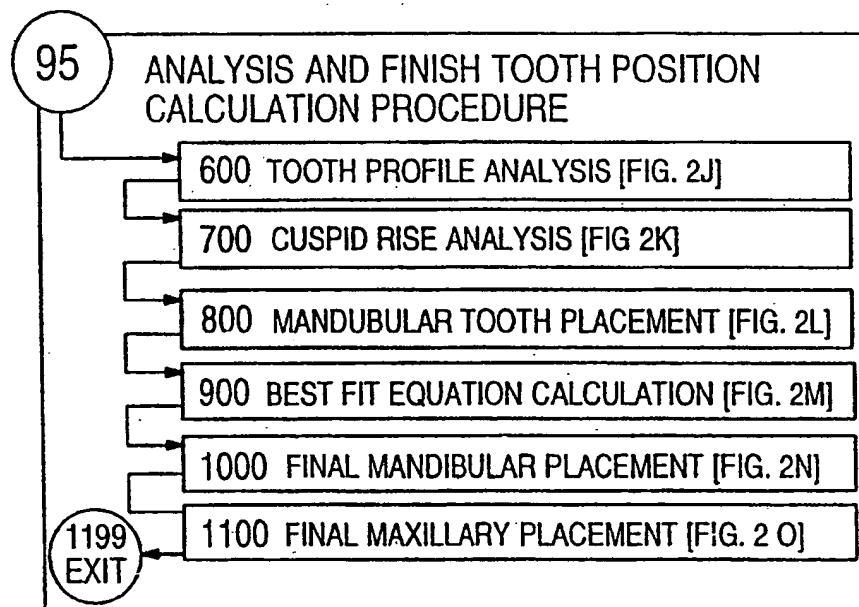 95
ANALYSIS AND FINISH TOOTH POSITION
CALCULATION PROCEDURE
600 TOOTH PROFILE ANALYSIS [FIG. 2J]
700 CUSPID RISE ANALYSIS [FIG 2K]
800 MANDUBULAR TOOTH PLACEMENT [FIG. 2L]
900 BEST FIT EQUATION CALCULATION [FIG. 2M]
1000 FINAL MANDIBULAR PLACEMENT [FIG. 2N]
1100 FINAL MAXILLARY PLACEMENT [FIG. 2 O]
1199
EXIT